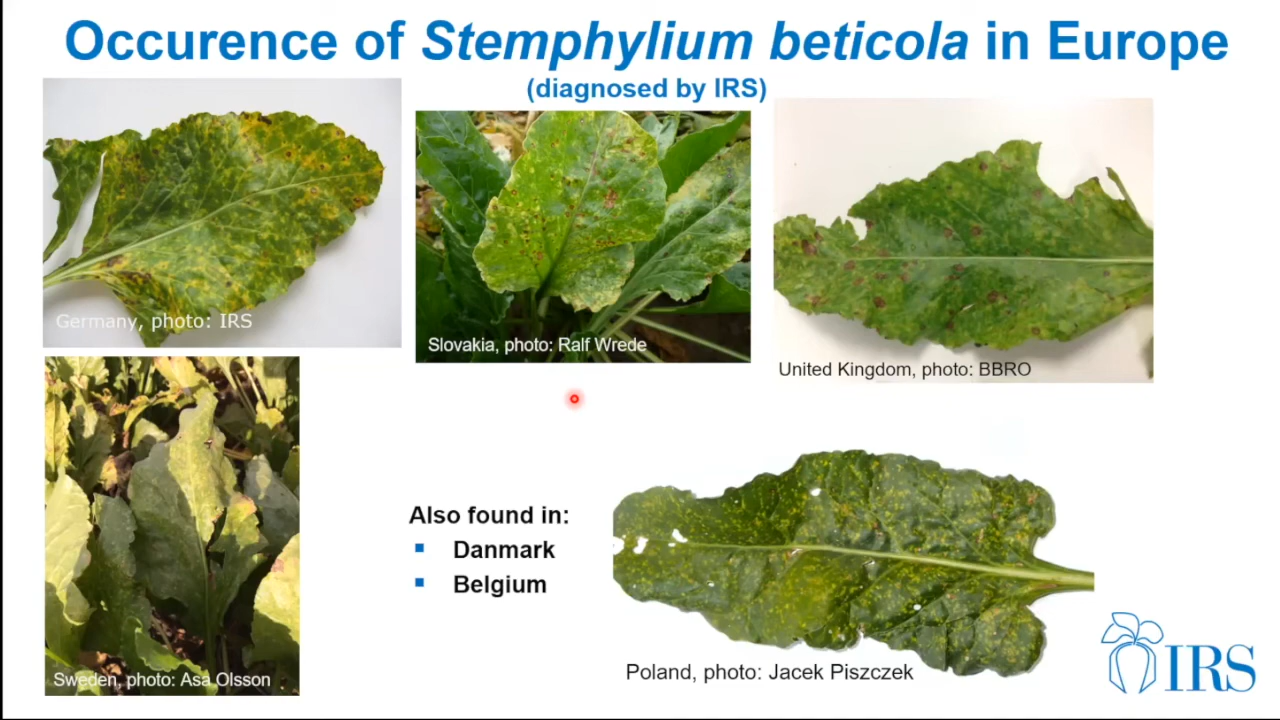 Occurence of Stemphylium beticola in Europe
(diagnosed by IRS)
Germany, photo: IRS
Slovakia, photo: Ralf Wrede
United Kingdom, photo: BBRO
Sweden, photo: Asa Olsson
Also found in:
Danmark
Belgium
Poland, photo: Jacek Piszczek
IRS